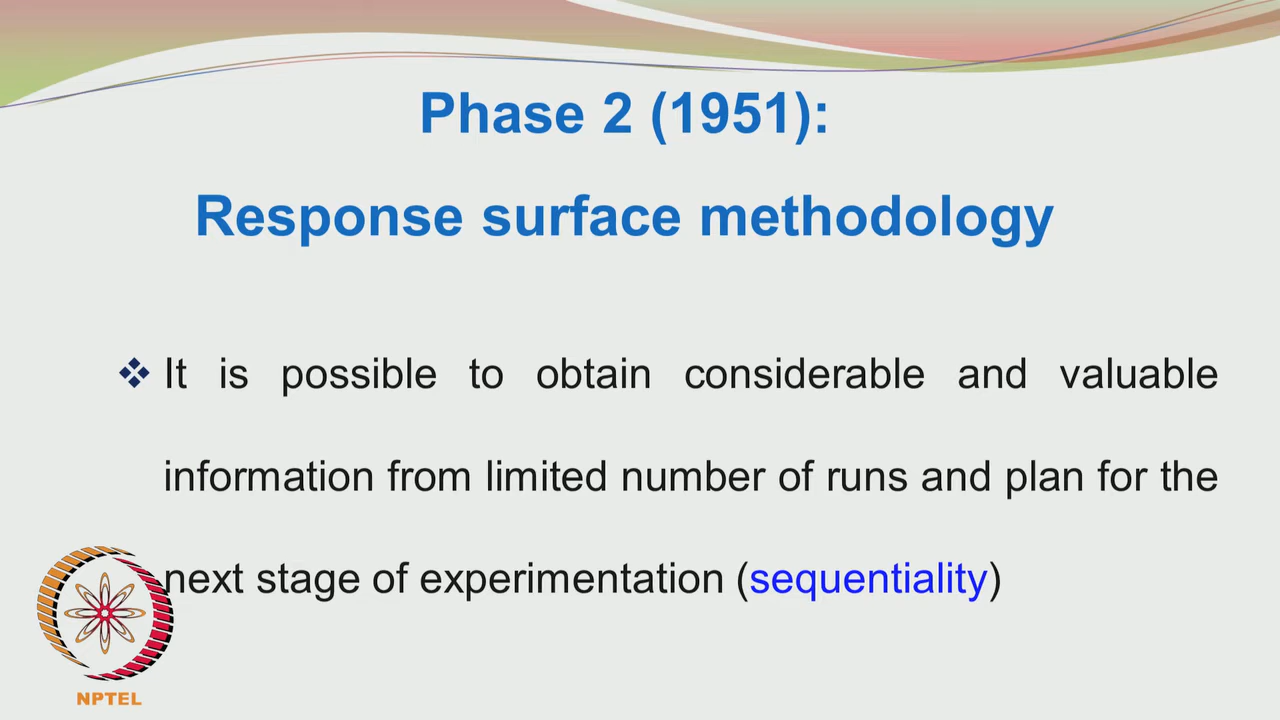 Phase 2 (1951):
Response surface methodology
❖ It is possible to obtain considerable and valuable
information from limited number of runs and plan for the
next stage of experimentation (sequentiality)
NPTEL